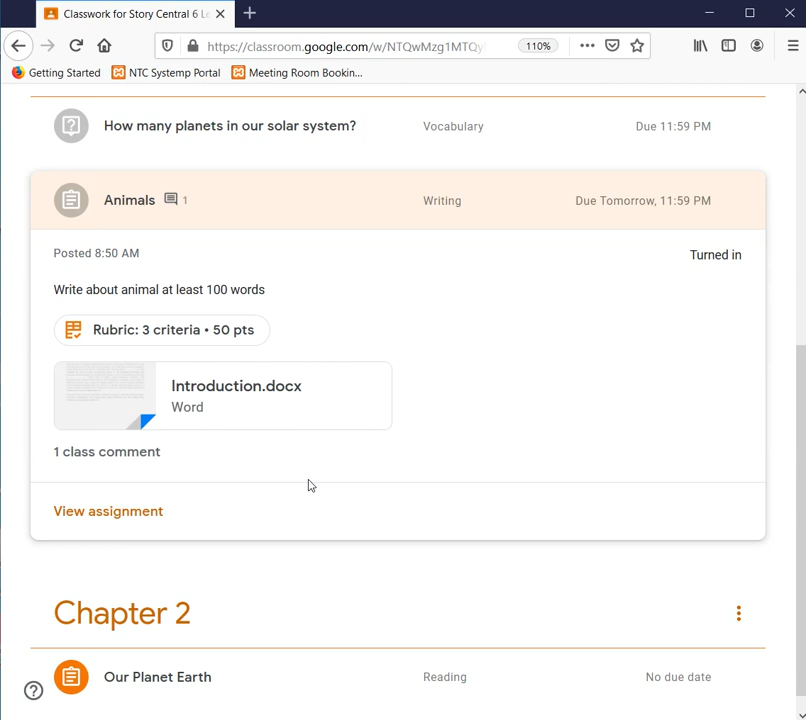 Classwork for Story Central 6 Le
https://classroom.google.com/w/NTQwMzg1MTQy
110%
Getting Started
NTC Systemp Portal
Meeting Room Bookin...
How many planets in our solar system?
Vocabulary
Due 11:59 PM
Animals
1
Writing
Due Tomorrow, 11:59 PM
Posted 8:50 AM
Turned in
Write about animal at least 100 words
Rubric: 3 criteria • 50 pts
Introduction.docx
Word
1 class comment
View assignment
Chapter 2
Our Planet Earth
Reading
No due date